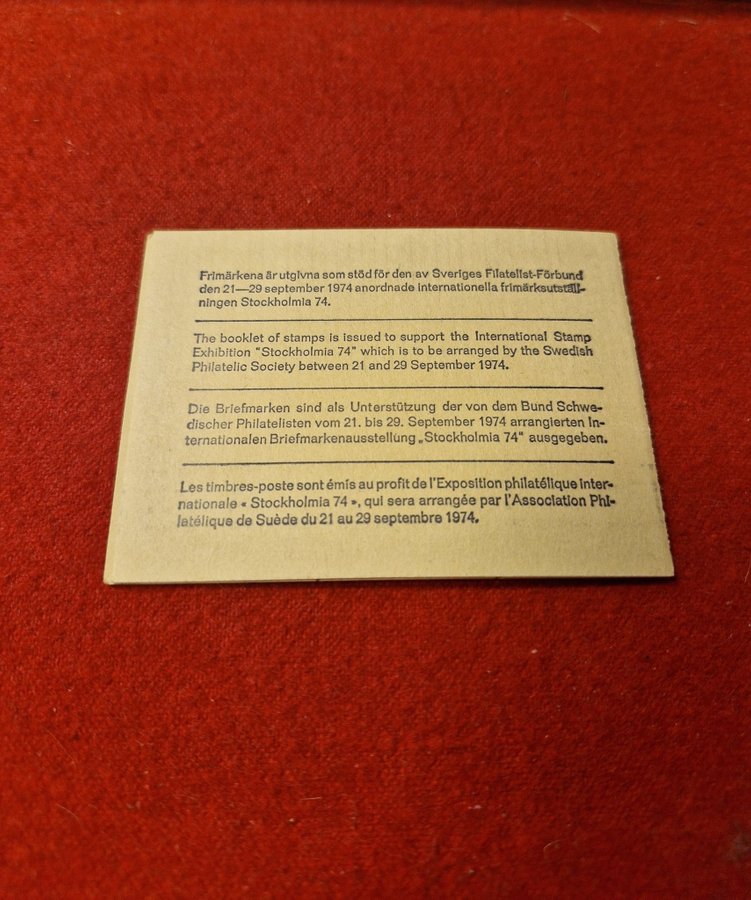 Frimärkena är utgivna som stöd för den av Sveriges Filatelist-Förbund
den 21—29 september 1974 anordnade internationella frimärksutställ-
ningen Stockholmia 74.
The booklet of stamps is issued to support the International Stamp
Exhibition "Stockholmia 74" which is to be arranged by the Swedish
Philatelic Society between 21 and 29 September 1974.
Die Briefmarken sind als Unterstützung der von dem Bund Schwe-
discher Philatelisten vom 21. bis 29. September 1974 arrangierten In-
ternationalen Briefmarkenausstellung „Stockholmia 74" ausgegeben.
Les timbres-poste sont émis au profit de l'Exposition philatélique inter-
nationale « Stockholmia 74 », qui sera arrangée par l'Association Phi-
latélique de Suède du 21 au 29 septembre 1974.